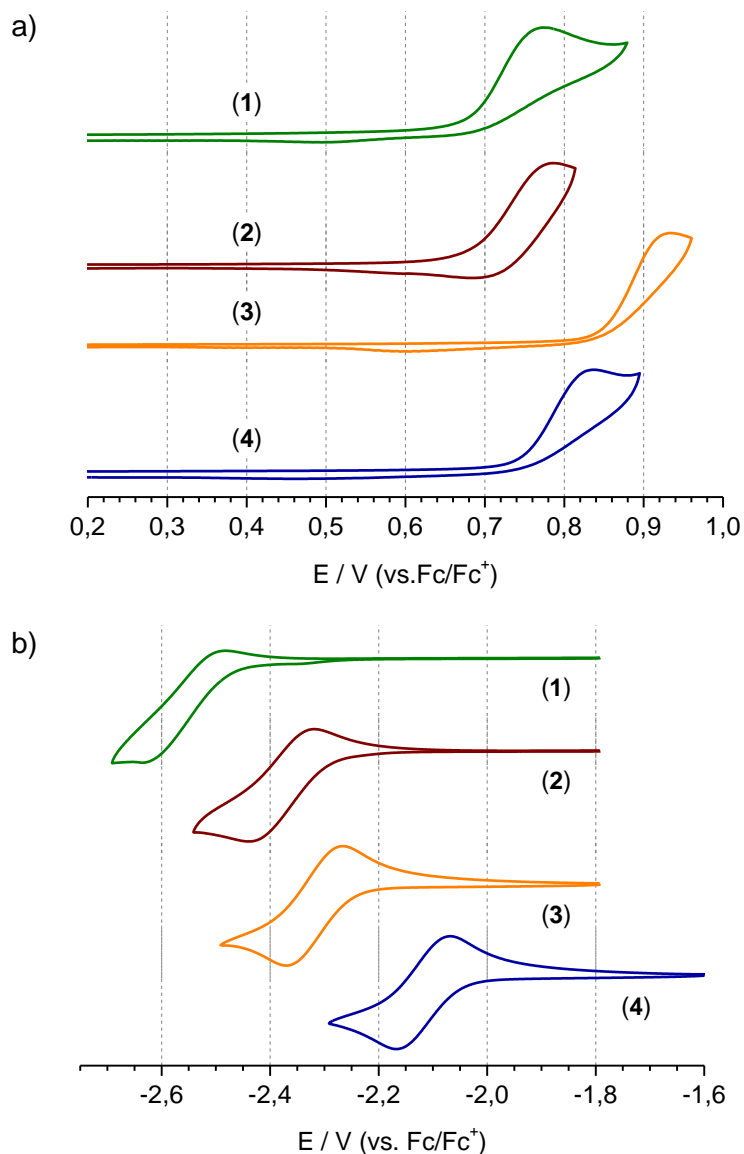 a)
(1)
(2)
(3)
(4)
0,2 0,3 0,4 0,5 0,6 0,7 0,8 0,9 1,0
E / V (vs.Fc/Fc⁺)
b)
(1)
(2)
(3)
(4)
-2,6 -2,4 -2,2 -2,0 -1,8 -1,6
E / V (vs. Fc/Fc⁺)